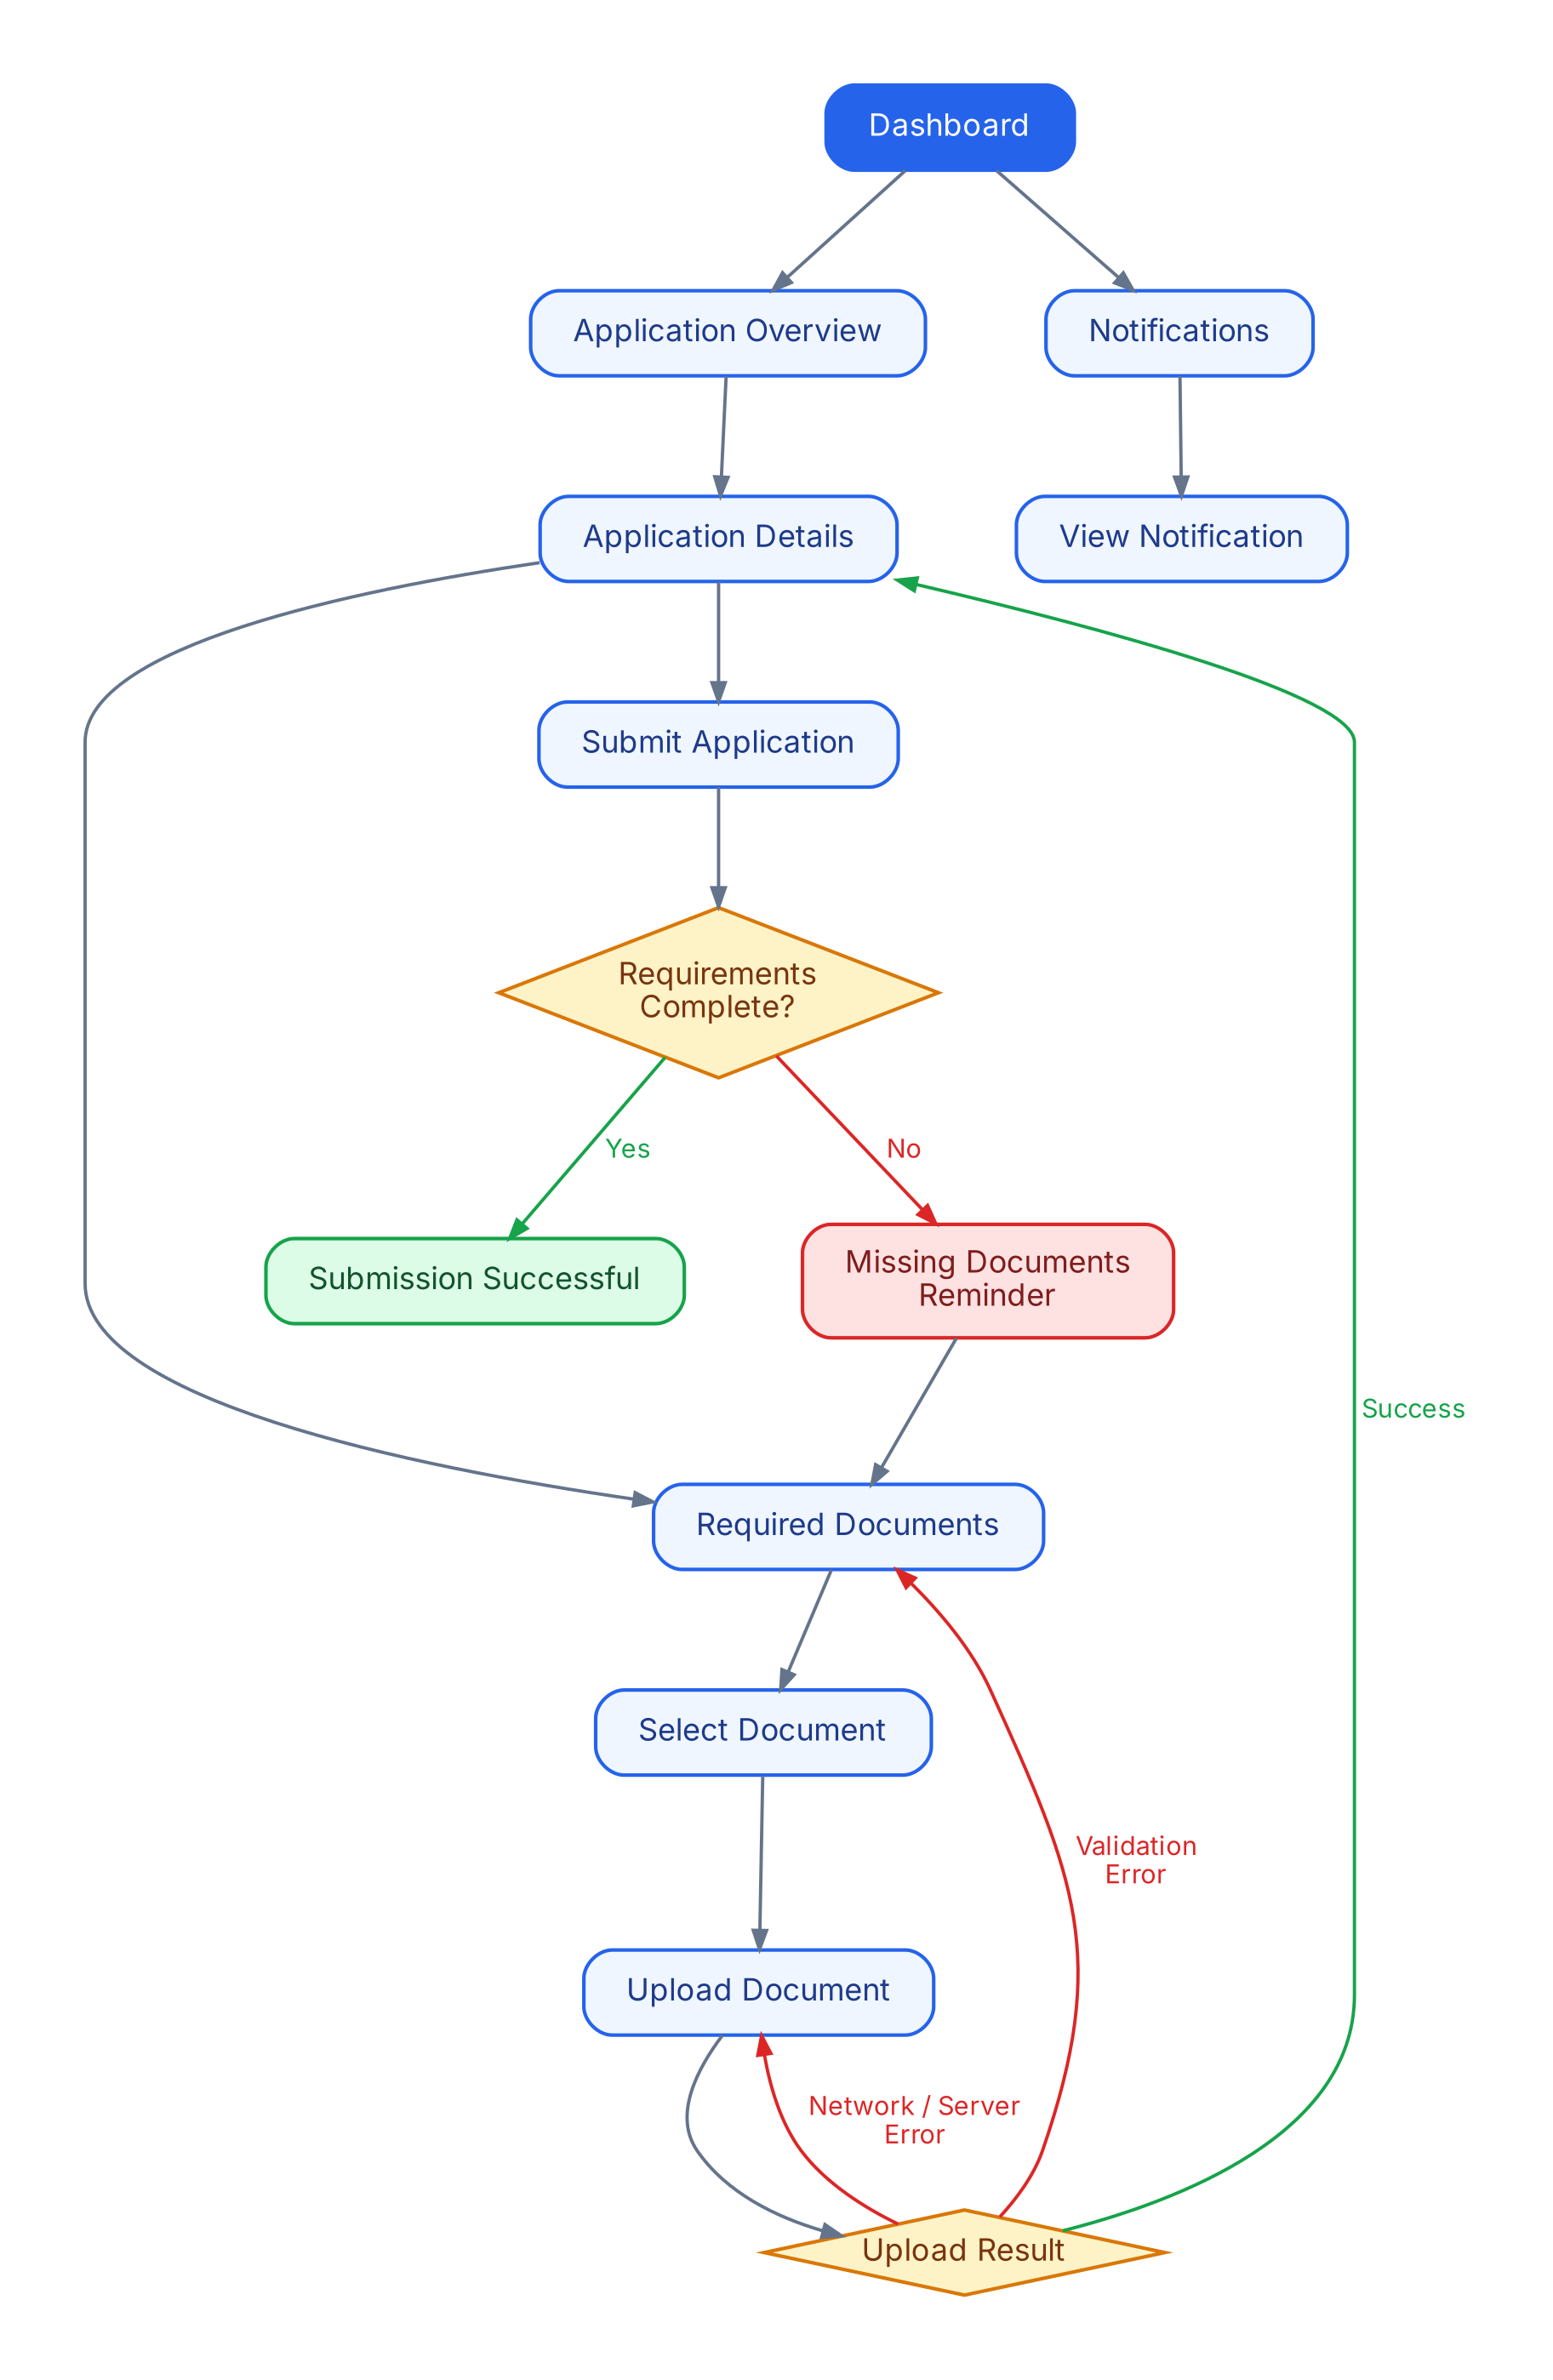 Dashboard
Application Overview
Notifications
Application Details
View Notification
Submit Application
Requirements
Complete?
Yes
No
Submission Successful
Missing Documents
Reminder
Success
Required Documents
Select Document
Validation
Error
Upload Document
Network / Server
Error
Upload Result